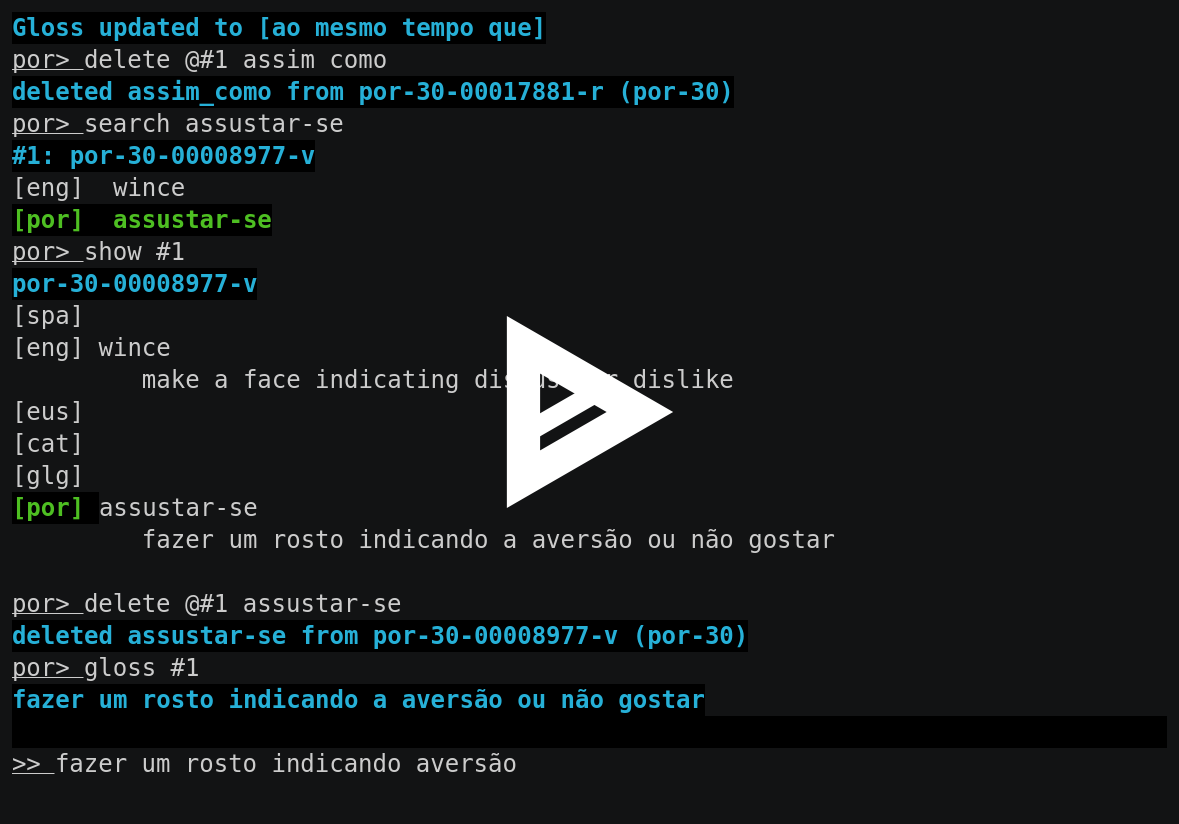 Gloss updated to [ao mesmo tempo que]
por> delete @#1 assim como
deleted assim_como from por-30-00017881-r (por-30)
por> search assustar-se
#1: por-30-00008977-v
[eng]  wince
[por]  assustar-se
por> show #1
por-30-00008977-v
[spa]
[eng] wince
make a face indicating dislike
[eus]
[cat]
[glg]
[por] assustar-se
fazer um rosto indicando a aversão ou não gostar
por> delete @#1 assustar-se
deleted assustar-se from por-30-00008977-v (por-30)
por> gloss #1
fazer um rosto indicando a aversão ou não gostar
>> fazer um rosto indicando aversão